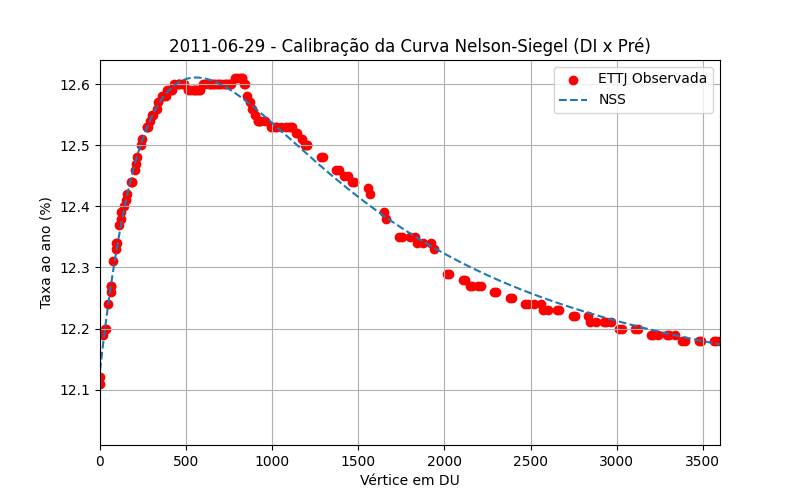 2011-06-29 - Calibração da Curva Nelson-Siegel (DI x Pré)
ETTJ Observada
NSS
Taxa ao ano (%)
12.6
12.5
12.4
12.3
12.2
12.1
0 500 1000 1500 2000 2500 3000 3500
Vértice em DU